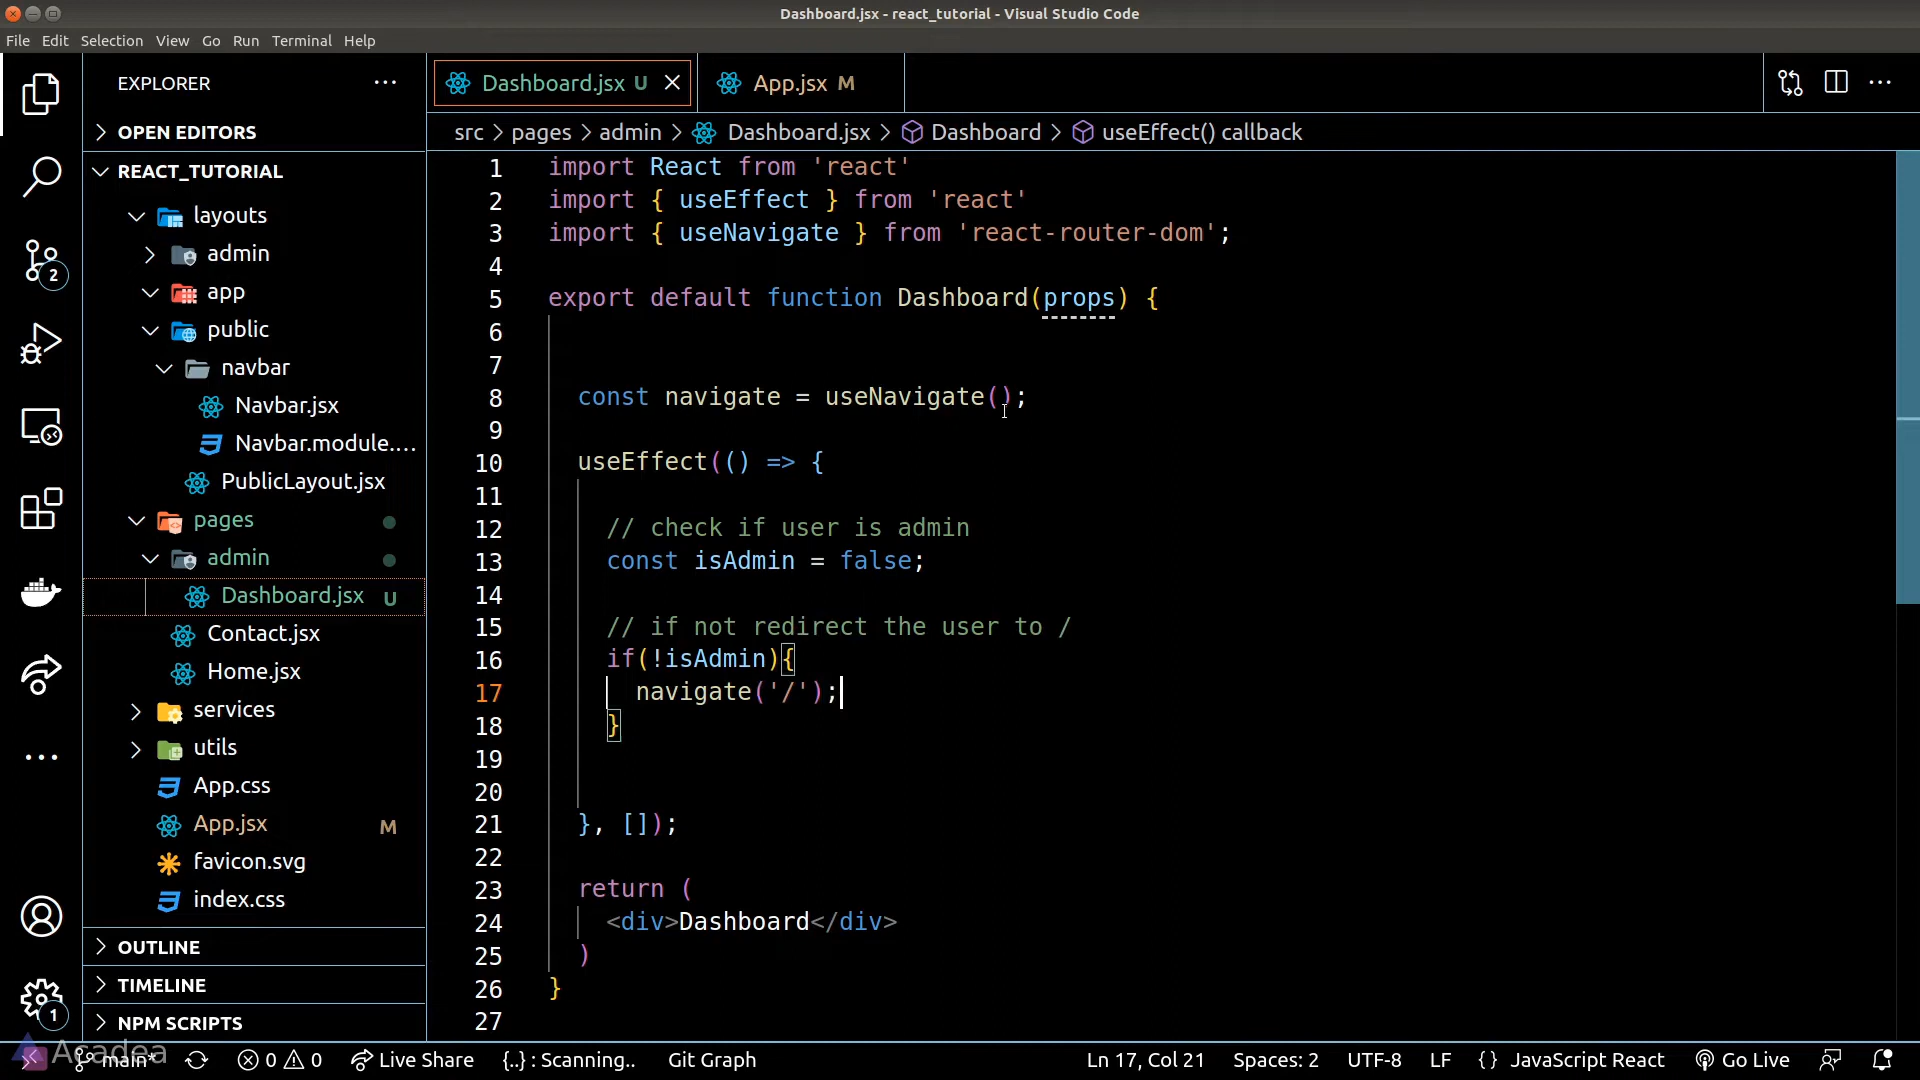 Dashboard.jsx - react_tutorial - Visual Studio Code
File Edit Selection View Go Run Terminal Help
EXPLORER
OPEN EDITORS
REACT_TUTORIAL
layouts
admin
app
public
navbar
Navbar.jsx
Navbar.module....
PublicLayout.jsx
pages
admin
Dashboard.jsx U
Contact.jsx
Home.jsx
services
utils
App.css
App.jsx M
favicon.svg
index.css
OUTLINE
TIMELINE
NPM SCRIPTS
2
1
Dashboard.jsx U
App.jsx M
src > pages > admin > Dashboard.jsx > Dashboard > useEffect() callback
1 import React from 'react'
2 import { useEffect } from 'react'
3 import { useNavigate } from 'react-router-dom';
4
5 export default function Dashboard(props) {
6
7
8 const navigate = useNavigate();
9
10 useEffect(() => {
11
12 // check if user is admin
13 const isAdmin = false;
14
15 // if not redirect the user to /
16 if(!isAdmin){
17 navigate('/');
18 }
19
20
21 }, []);
22
23 return (
24 <div>Dashboard</div>
25 )
26 }
27
Acadea
main* 0 0 Live Share {..} : Scanning.. Git Graph Ln 17, Col 21 Spaces: 2 UTF-8 LF { } JavaScript React Go Live